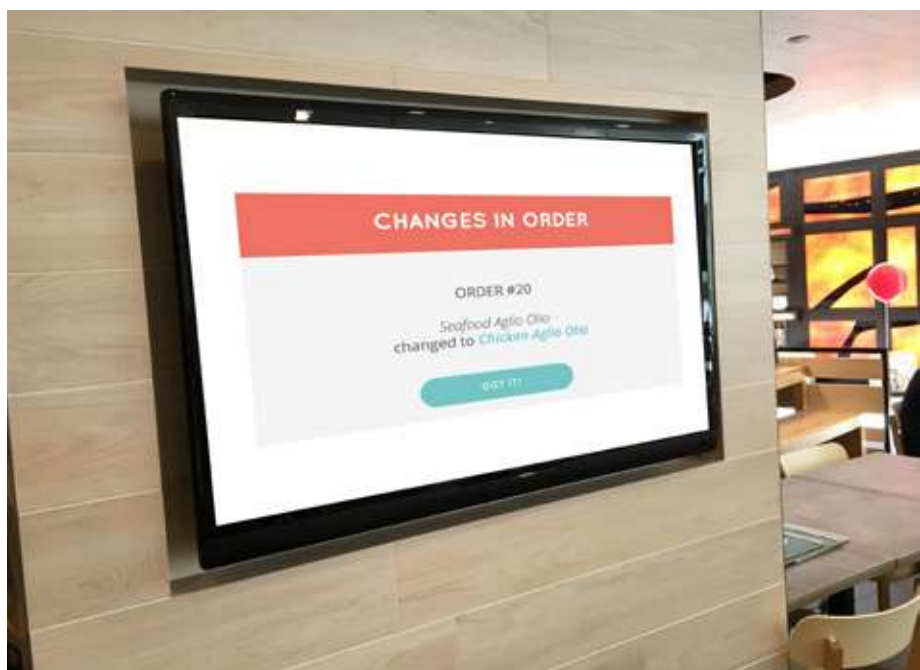 CHANGES IN ORDER
ORDER #20
Seafood Aglio Olio
changed to Chicken Aglio Olio
GOT IT!